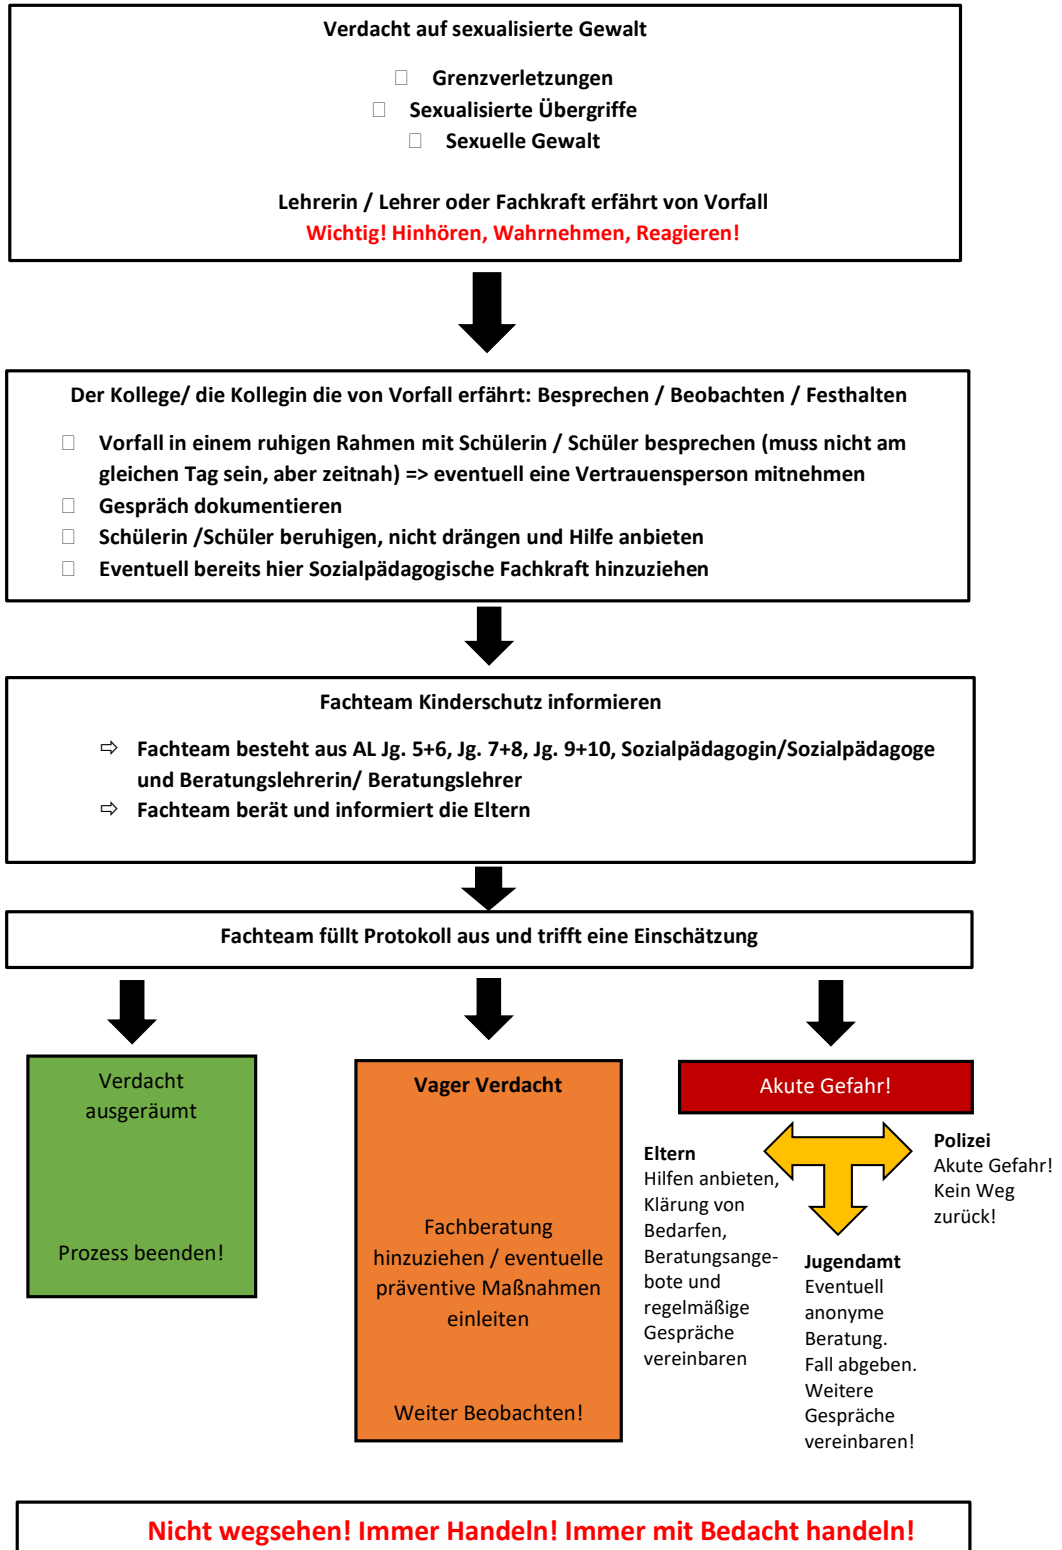 Verdacht auf sexualisierte Gewalt
□ Grenzverletzungen
□ Sexualisierte Übergriffe
□ Sexuelle Gewalt
Lehrerin / Lehrer oder Fachkraft erfährt von Vorfall
Wichtig! Hinhören, Wahrnehmen, Reagieren!
Der Kollege/ die Kollegin die von Vorfall erfährt: Besprechen / Beobachten / Festhalten
□ Vorfall in einem ruhigen Rahmen mit Schülerin / Schüler besprechen (muss nicht am
gleichen Tag sein, aber zeitnah) => eventuell eine Vertrauensperson mitnehmen
□ Gespräch dokumentieren
□ Schülerin /Schüler beruhigen, nicht drängen und Hilfe anbieten
□ Eventuell bereits hier Sozialpädagogische Fachkraft hinzuziehen
Fachteam Kinderschutz informieren
⇨ Fachteam besteht aus AL Jg. 5+6, Jg. 7+8, Jg. 9+10, Sozialpädagogin/Sozialpädagoge
und Beratungslehrerin/ Beratungslehrer
⇨ Fachteam berät und informiert die Eltern
Fachteam füllt Protokoll aus und trifft eine Einschätzung
Verdacht
ausgeräumt
Prozess beenden!
Vager Verdacht
Fachberatung
hinzuziehen / eventuelle
präventive Maßnahmen
einleiten
Weiter Beobachten!
Akute Gefahr!
Eltern
Hilfen anbieten,
Klärung von
Bedarfen,
Beratungsange-
bote und
regelmäßige
Gespräche
vereinbaren
Polizei
Akute Gefahr!
Kein Weg
zurück!
Jugendamt
Eventuell
anonyme
Beratung.
Fall abgeben.
Weitere
Gespräche
vereinbaren!
Nicht wegsehen! Immer Handeln! Immer mit Bedacht handeln!